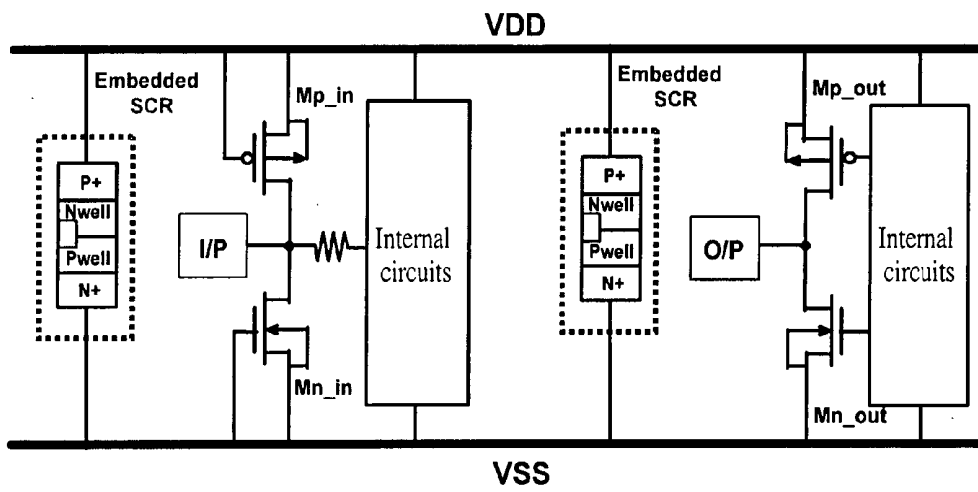 VDD
Embedded
SCR
Mp_in
P+
Nwell
Pwell
N+
I/P
Internal
circuits
Mn_in
Embedded
SCR
Mp_out
P+
Nwell
Pwell
N+
O/P
Internal
circuits
Mn_out
VSS